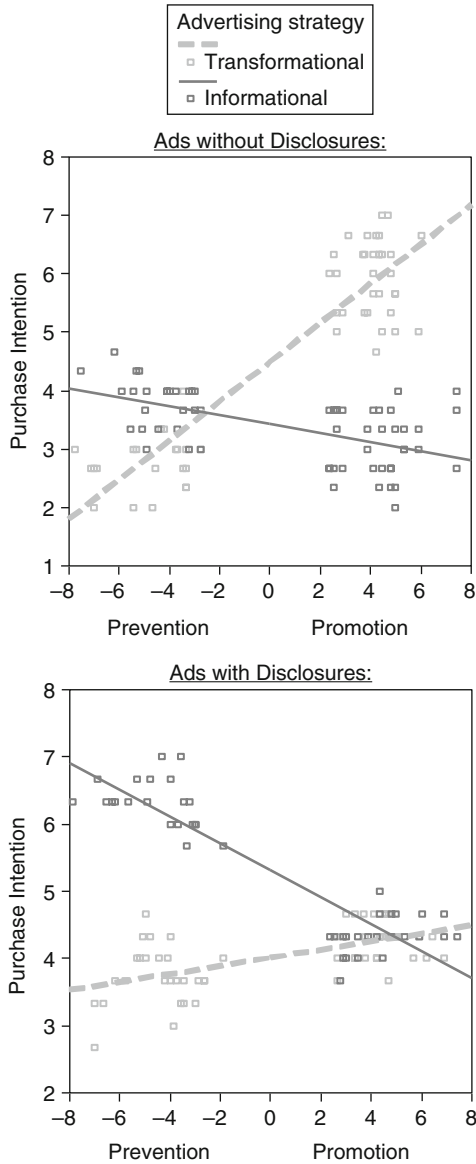 Advertising strategy
Transformational
Informational
Ads without Disclosures:
8
7
6
5
4
3
2
1
Purchase Intention
–8 –6 –4 –2 0 2 4 6 8
Prevention Promotion
Ads with Disclosures:
8
7
6
5
4
3
2
Purchase Intention
–8 –6 –4 –2 0 2 4 6 8
Prevention Promotion